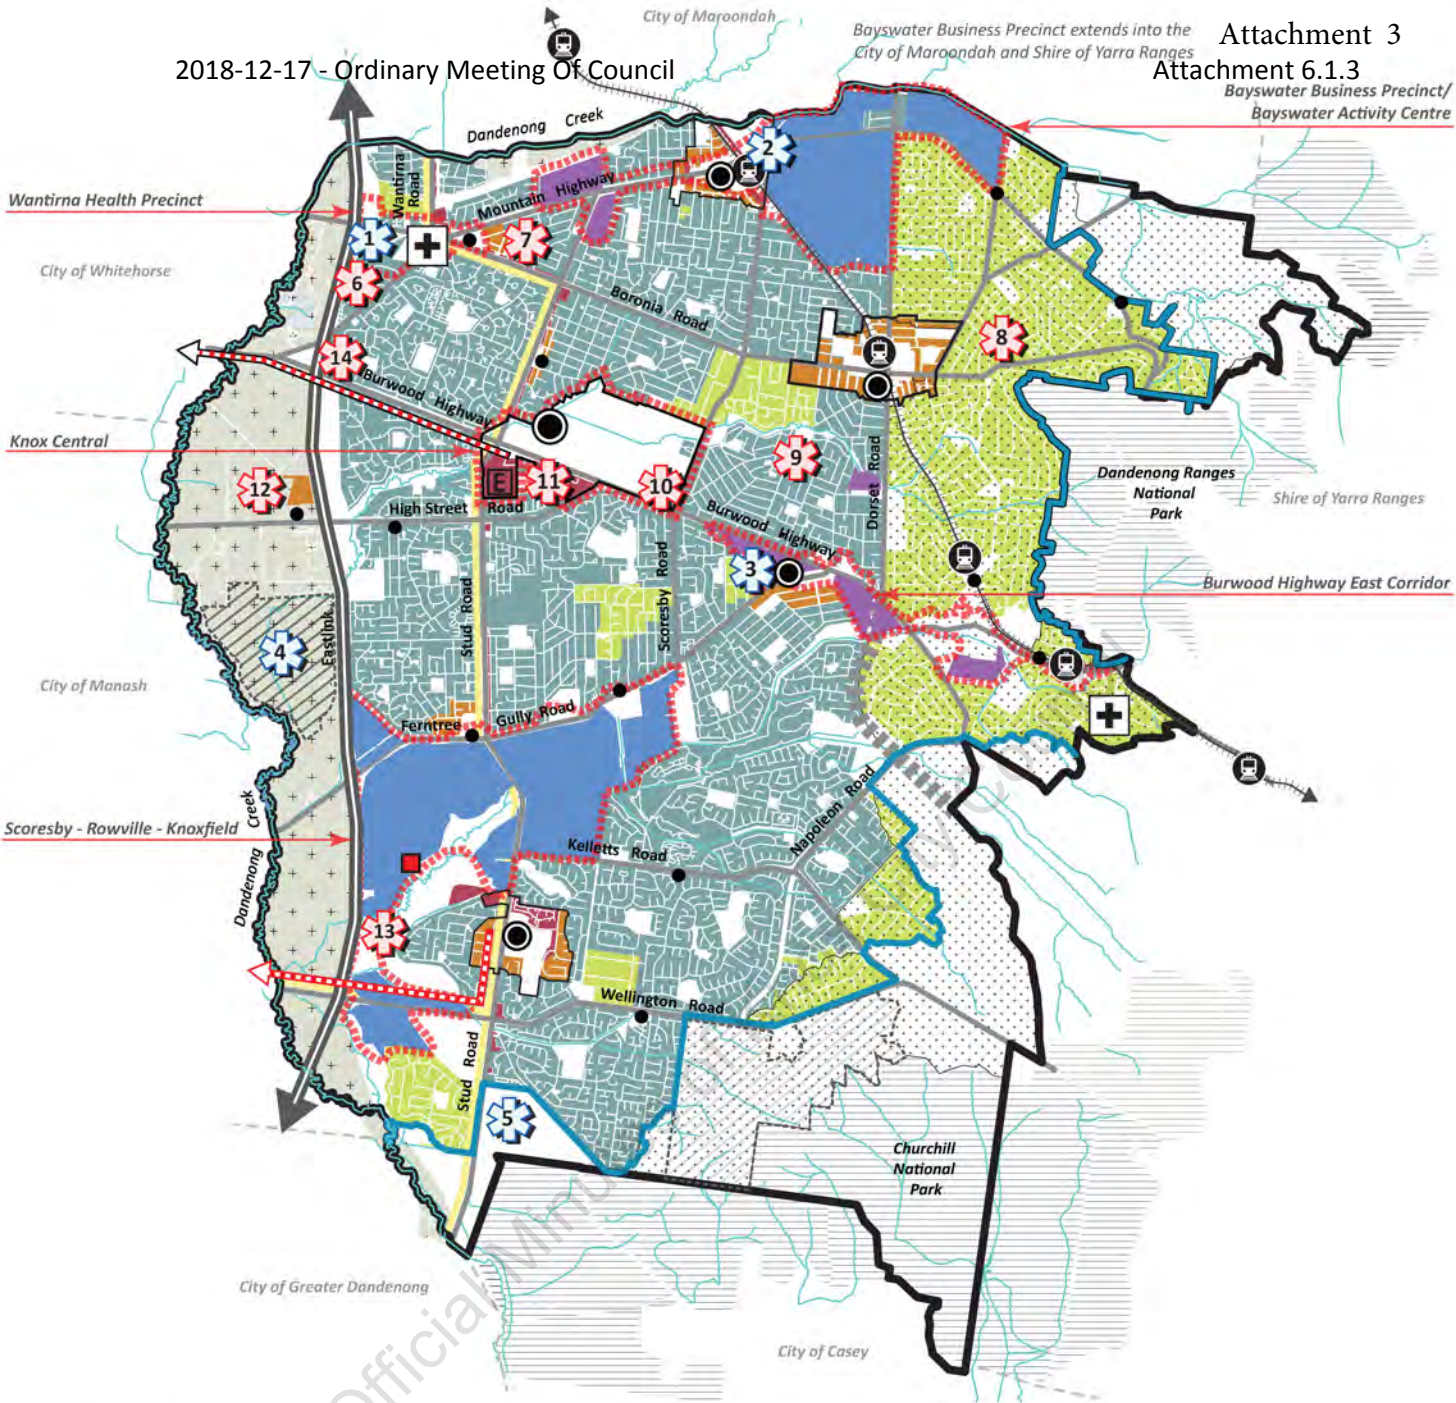 City of Maroondah
Bayswater Business Precinct extends into the
City of Maroondah and Shire of Yarra Ranges
Attachment 3
2018-12-17 - Ordinary Meeting Of Council
Attachment 6.1.3
Bayswater Business Precinct/
Bayswater Activity Centre
Dandenong Creek
2
Wantirna
Road
Mountain Highway
Wantirna Health Precinct
1
7
City of Whitehorse
6
Boronia Road
8
14
Burwood Highway
Knox Central
9
Dorset Road
Dandenong Ranges
National
Park
Shire of Yarra Ranges
12
E
11
10
High Street Road
Burwood Highway
Scoresby Road
3
Burwood Highway East Corridor
Stud Road
Eastlink
4
City of Manash
Ferntree Gully Road
Napoleon Road
Scoresby - Rowville - Knoxfield
Dandenong Creek
Kelletts Road
13
Wellington Road
Stud Road
5
Churchill
National
Park
City of Greater Dandenong
City of Casey
Official Minu